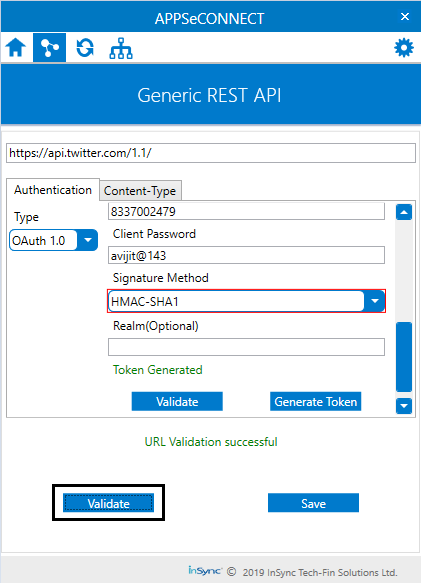 APPSeCONNECT
Generic REST API
https://api.twitter.com/1.1/
Authentication Content-Type
Type
OAuth 1.0
8337002479
Client Password
avijit@143
Signature Method
HMAC-SHA1
Realm(Optional)
Token Generated
Validate Generate Token
URL Validation successful
Validate Save
InSync © 2019 InSync Tech-Fin Solutions Ltd.